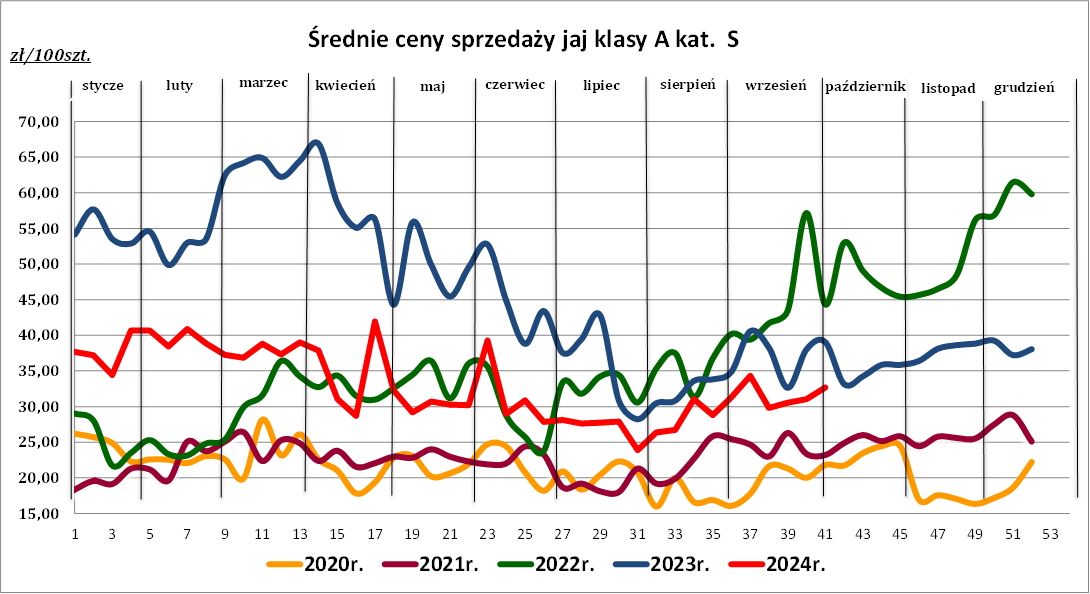 Średnie ceny sprzedaży jaj klasy A kat. S
zł/100szt.
stycze luty marzec kwiecień maj czerwiec lipiec sierpień wrzesień październik listopad grudzień
70,00
65,00
60,00
55,00
50,00
45,00
40,00
35,00
30,00
25,00
20,00
15,00
1 3 5 7 9 11 13 15 17 19 21 23 25 27 29 31 33 35 37 39 41 43 45 47 49 51 53
2020r. 2021r. 2022r. 2023r. 2024r.